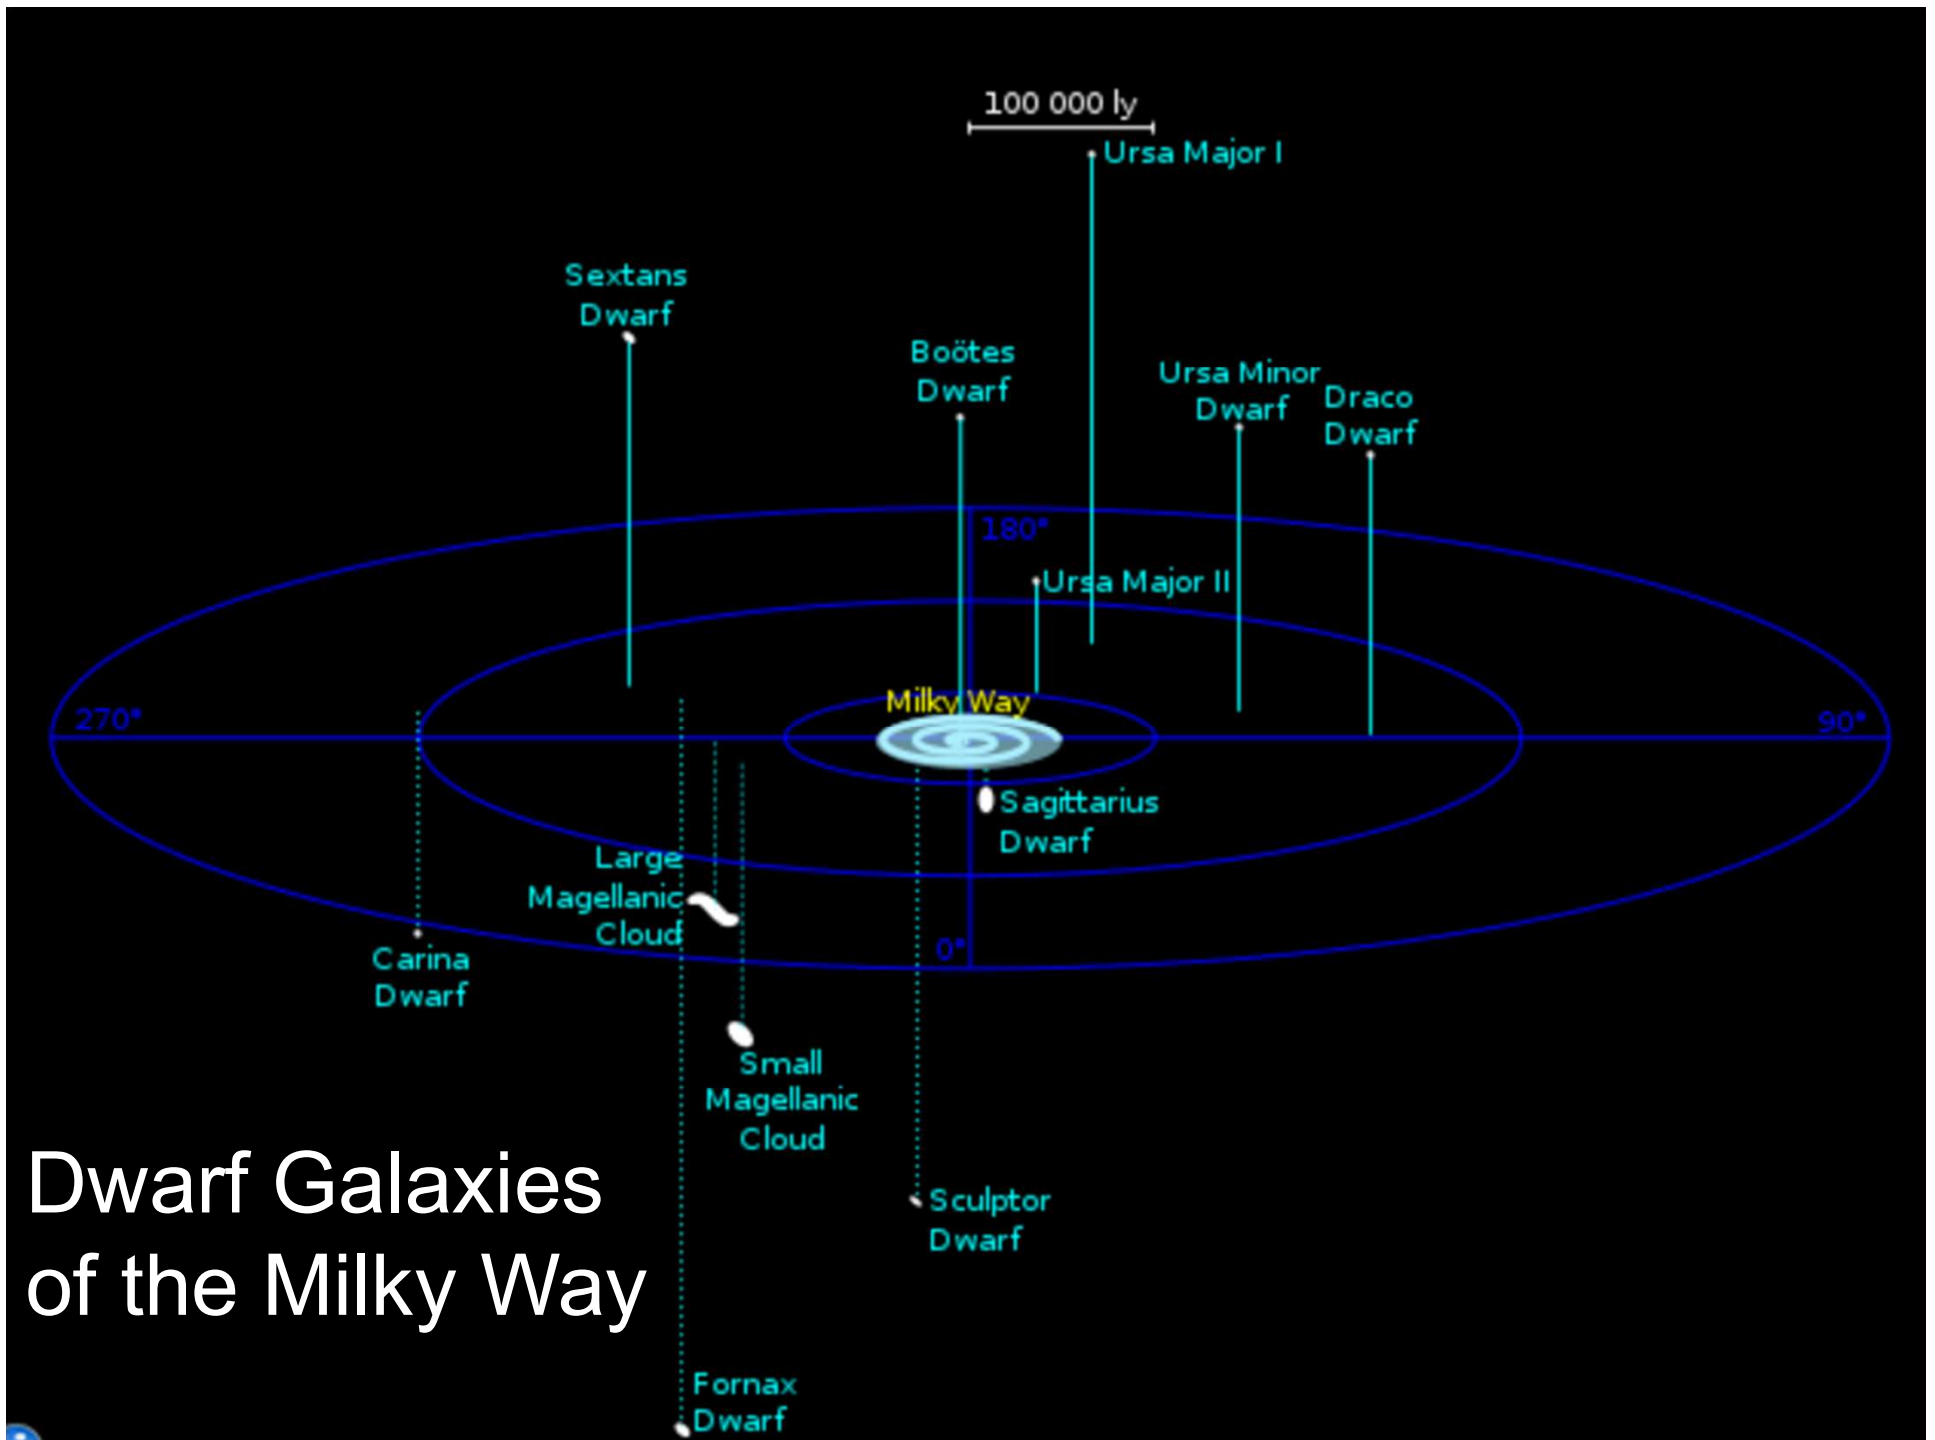 100 000 ly
Ursa Major I
Sextans
Dwarf
Boötes
Dwarf
Ursa Minor
Dwarf
Draco
Dwarf
180°
Ursa Major II
Milky Way
270°
90°
Sagittarius
Dwarf
Large
Magellanic
Cloud
0°
Carina
Dwarf
Small
Magellanic
Cloud
Sculptor
Dwarf
Dwarf Galaxies
of the Milky Way
Fornax
Dwarf